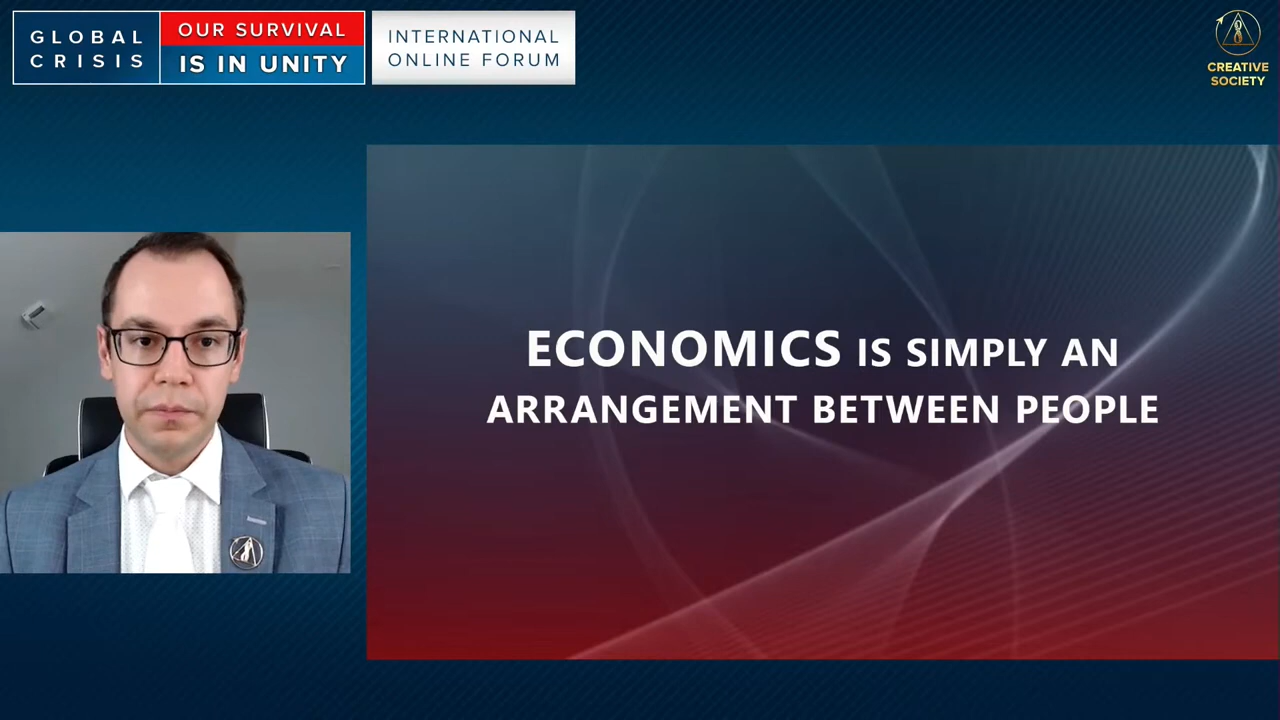 GLOBAL
CRISIS
OUR SURVIVAL
IS IN UNITY
INTERNATIONAL
ONLINE FORUM
CREATIVE
SOCIETY
ECONOMICS IS SIMPLY AN
ARRANGEMENT BETWEEN PEOPLE